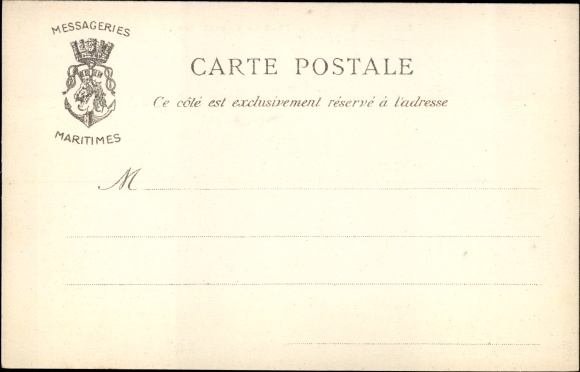 MESSAGERIES
MARITIMES
CARTE POSTALE
Ce côté est exclusivement réservé à l'adresse
M